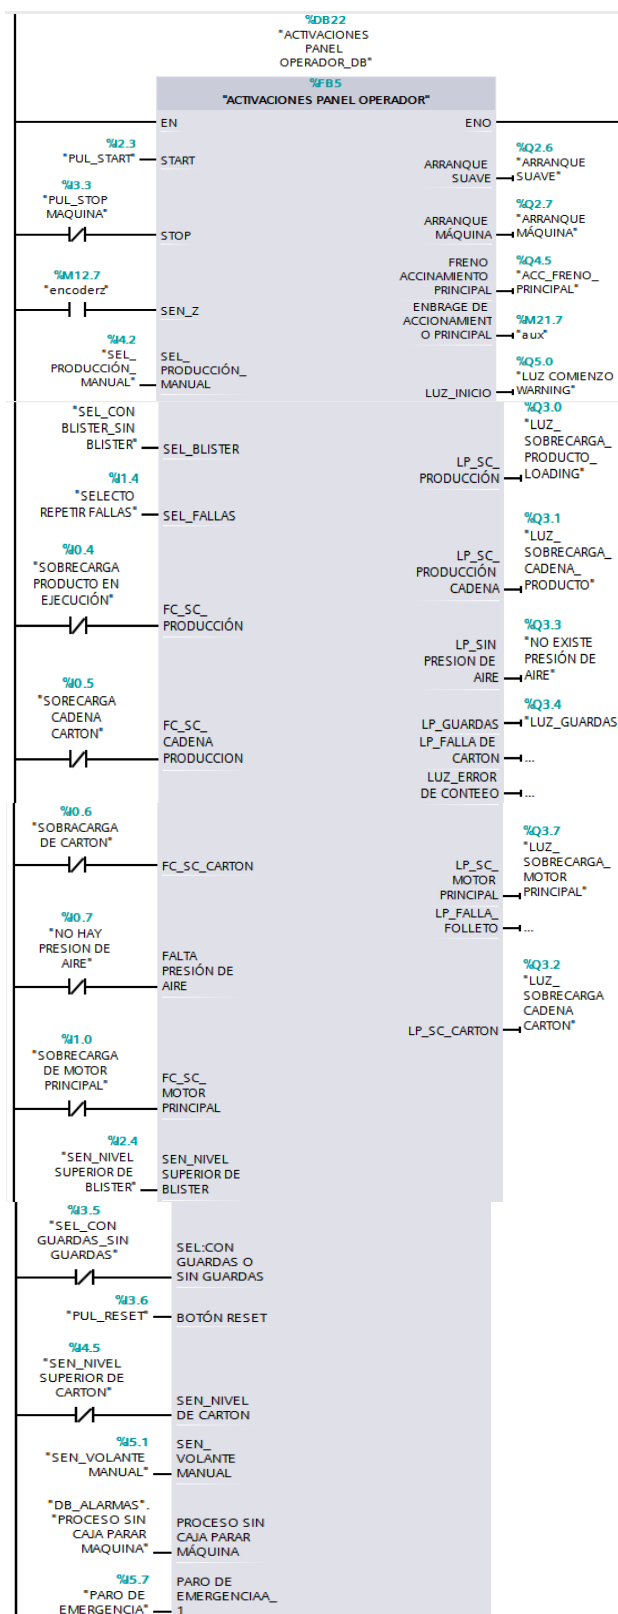 %DB22
"ACTIVACIONES
PANEL
OPERADOR_DB"
%FB5
"ACTIVACIONES PANEL OPERADOR"
EN
ENO
%I2.3
"PUL_START"
START
ARRANQUE
SUAVE
%Q2.6
"ARRANQUE
SUAVE"
%I3.3
"PUL_STOP
MAQUINA"
STOP
ARRANQUE
MÁQUINA
%Q2.7
"ARRANQUE
MÁQUINA"
FRENO
ACCINAMIENTO
PRINCIPAL
%Q4.5
"ACC_FRENO_
PRINCIPAL"
%M12.7
"encoderz"
SEN_Z
ENBRAGE DE
ACCIONAMIENT
O PRINCIPAL
%M21.7
"aux"
%I4.2
"SEL_
PRODUCCIÓN_
MANUAL"
SEL_
PRODUCCIÓN_
MANUAL
LUZ_INICIO
%Q5.0
"LUZ COMIENZO
WARNING"
"SEL_CON
BLISTER_SIN
BLISTER"
SEL_BLISTER
LP_SC_
PRODUCCIÓN
%Q3.0
"LUZ_
SOBRECARGA_
PRODUCTO_
LOADING"
%I1.4
"SELECTO
REPETIR FALLAS"
SEL_FALLAS
LP_SC_
PRODUCCIÓN
CADENA
%Q3.1
"LUZ_
SOBRECARGA_
CADENA_
PRODUCTO"
%I0.4
"SOBRECARGA
PRODUCTO EN
EJECUCIÓN"
FC_SC_
PRODUCCIÓN
LP_SIN
PRESION DE
AIRE
%Q3.3
"NO EXISTE
PRESIÓN DE
AIRE"
%I0.5
"SORECARGA
CADENA
CARTON"
FC_SC_
CADENA
PRODUCCION
LP_GUARDAS
%Q3.4
"LUZ_GUARDAS
LP_FALLA DE
CARTON
...
LUZ_ERROR
DE CONTEEO
...
%I0.6
"SOBRACARGA
DE CARTON"
FC_SC_CARTON
LP_SC_
MOTOR
PRINCIPAL
%Q3.7
"LUZ_
SOBRECARGA_
MOTOR
PRINCIPAL"
LP_FALLA_
FOLLETO
...
%I0.7
"NO HAY
PRESION DE
AIRE"
FALTA
PRESIÓN DE
AIRE
LP_SC_CARTON
%Q3.2
"LUZ_
SOBRECARGA
CADENA
CARTON"
%I1.0
"SOBRECARGA
DE MOTOR
PRINCIPAL"
FC_SC_
MOTOR
PRINCIPAL
%I2.4
"SEN_NIVEL
SUPERIOR DE
BLISTER"
SEN_NIVEL
SUPERIOR DE
BLISTER
%I3.5
"SEL_CON
GUARDAS_SIN
GUARDAS"
SEL:CON
GUARDAS O
SIN GUARDAS
%I3.6
"PUL_RESET"
BOTÓN RESET
%I4.5
"SEN_NIVEL
SUPERIOR DE
CARTON"
SEN_NIVEL
DE CARTON
%I5.1
"SEN_VOLANTE
MANUAL"
SEN_
VOLANTE
MANUAL
"DB_ALARMAS".
"PROCESO SIN
CAJA PARAR
MAQUINA"
PROCESO SIN
CAJA PARAR
MÁQUINA
%I5.7
"PARO DE
EMERGENCIA"
PARO DE
EMERGENCIAA_
1